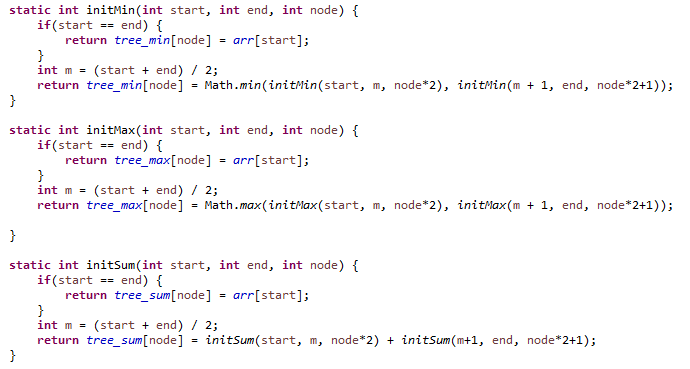 static int initMin(int start, int end, int node) {
    if(start == end) {
        return tree_min[node] = arr[start];
    }
    int m = (start + end) / 2;
    return tree_min[node] = Math.min(initMin(start, m, node*2), initMin(m + 1, end, node*2+1));
}

static int initMax(int start, int end, int node) {
    if(start == end) {
        return tree_max[node] = arr[start];
    }
    int m = (start + end) / 2;
    return tree_max[node] = Math.max(initMax(start, m, node*2), initMax(m + 1, end, node*2+1));

}

static int initSum(int start, int end, int node) {
    if(start == end) {
        return tree_sum[node] = arr[start];
    }
    int m = (start + end) / 2;
    return tree_sum[node] = initSum(start, m, node*2) + initSum(m+1, end, node*2+1);
}